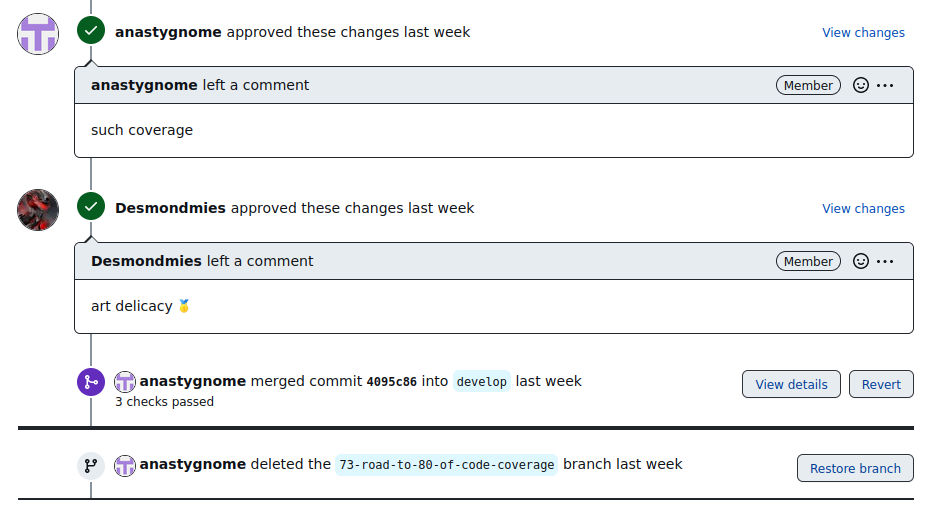 anastygnome approved these changes last week View changes
anastygnome left a comment Member
such coverage
Desmondmies approved these changes last week View changes
Desmondmies left a comment Member
art delicacy 🥇
anastygnome merged commit 4095c86 into develop last week View details Revert
3 checks passed
anastygnome deleted the 73-road-to-80-of-code-coverage branch last week Restore branch